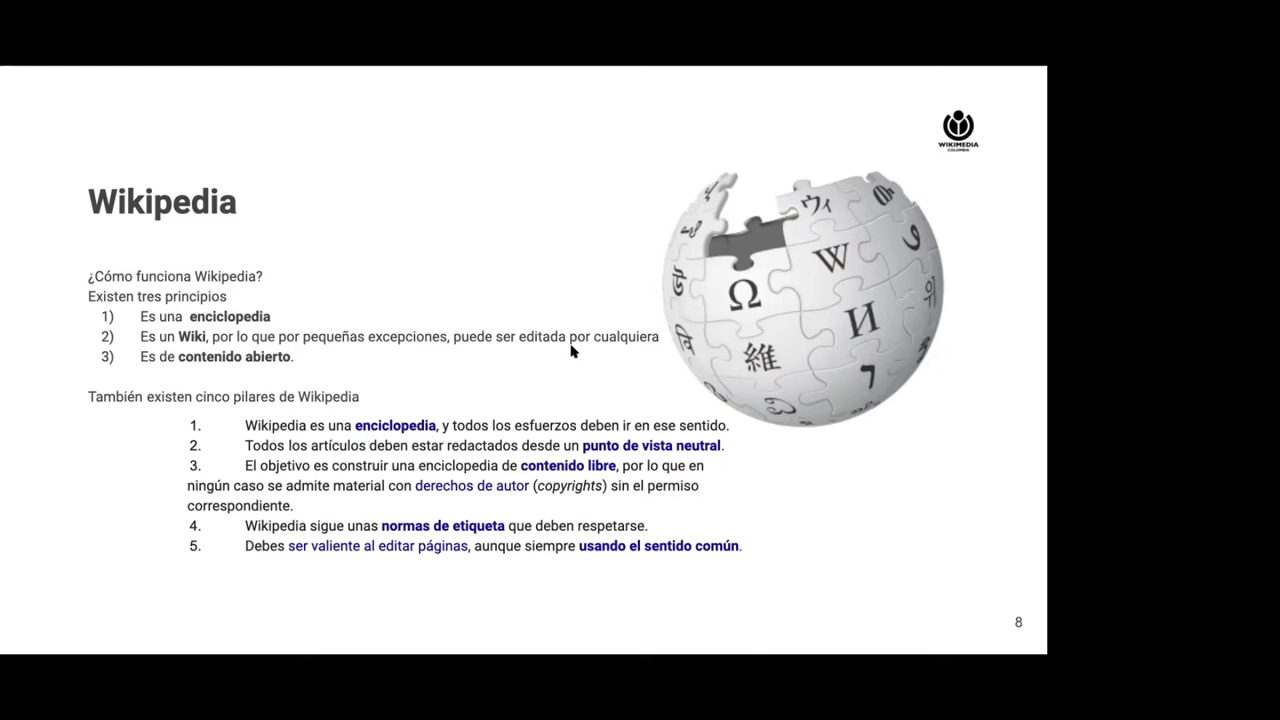 WIKIMEDIA
COLOMBIA
Wikipedia
¿Cómo funciona Wikipedia?
Existen tres principios
1) Es una enciclopedia
2) Es un Wiki, por lo que por pequeñas excepciones, puede ser editada por cualquiera
3) Es de contenido abierto.
También existen cinco pilares de Wikipedia
1. Wikipedia es una enciclopedia, y todos los esfuerzos deben ir en ese sentido.
2. Todos los artículos deben estar redactados desde un punto de vista neutral.
3. El objetivo es construir una enciclopedia de contenido libre, por lo que en
ningún caso se admite material con derechos de autor (copyrights) sin el permiso
correspondiente.
4. Wikipedia sigue unas normas de etiqueta que deben respetarse.
5. Debes ser valiente al editar páginas, aunque siempre usando el sentido común.
ウィ
W
Ω
И
維
위
8